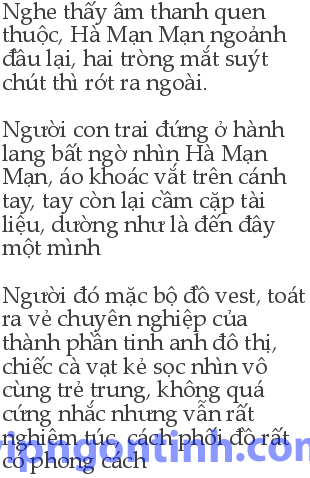 Nghe thấy âm thanh quen
thuộc, Hà Mạn Mạn ngoảnh
đầu lại, hai tròng mắt suýt
chút thì rót ra ngoài.
Người con trai đứng ở hành
lang bất ngờ nhìn Hà Mạn
Mạn, áo khoác vắt trên cánh
tay, tay còn lại cầm cặp tài
liệu, dường như là đến đây
một mình
Người đó mặc bộ đồ vest, toát
ra vẻ chuyên nghiệp của
thành phần tinh anh đô thị,
chiếc cà vạt kẻ sọc nhìn vô
cùng trẻ trung, không quá
cứng nhắc nhưng vẫn rất
nghiêm túc, cách phối đồ rất
có phong cách
vipngontinh.com